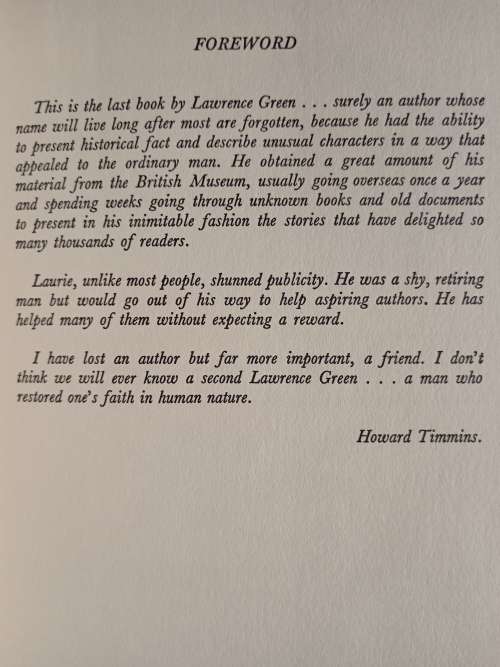 FOREWORD
This is the last book by Lawrence Green . . . surely an author whose
name will live long after most are forgotten, because he had the ability
to present historical fact and describe unusual characters in a way that
appealed to the ordinary man. He obtained a great amount of his
material from the British Museum, usually going overseas once a year
and spending weeks going through unknown books and old documents
to present in his inimitable fashion the stories that have delighted so
many thousands of readers.
Laurie, unlike most people, shunned publicity. He was a shy, retiring
man but would go out of his way to help aspiring authors. He has
helped many of them without expecting a reward.
I have lost an author but far more important, a friend. I don't
think we will ever know a second Lawrence Green . . . a man who
restored one's faith in human nature.
Howard Timmins.